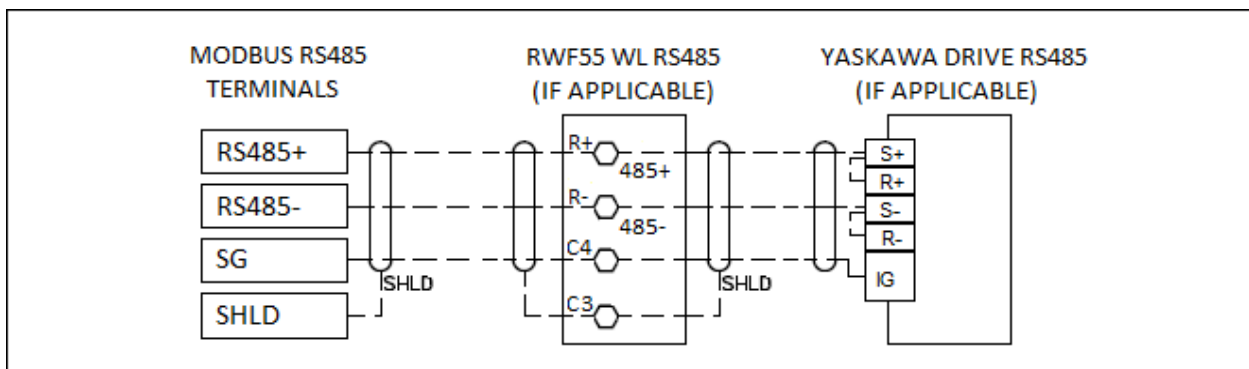 MODBUS RS485
TERMINALS
RS485+
RS485-
SG
SHLD
SHLD
RWF55 WL RS485
(IF APPLICABLE)
R+
485+
R-
485-
C4
C3
SHLD
YASKAWA DRIVE RS485
(IF APPLICABLE)
S+
R+
S-
R-
IG